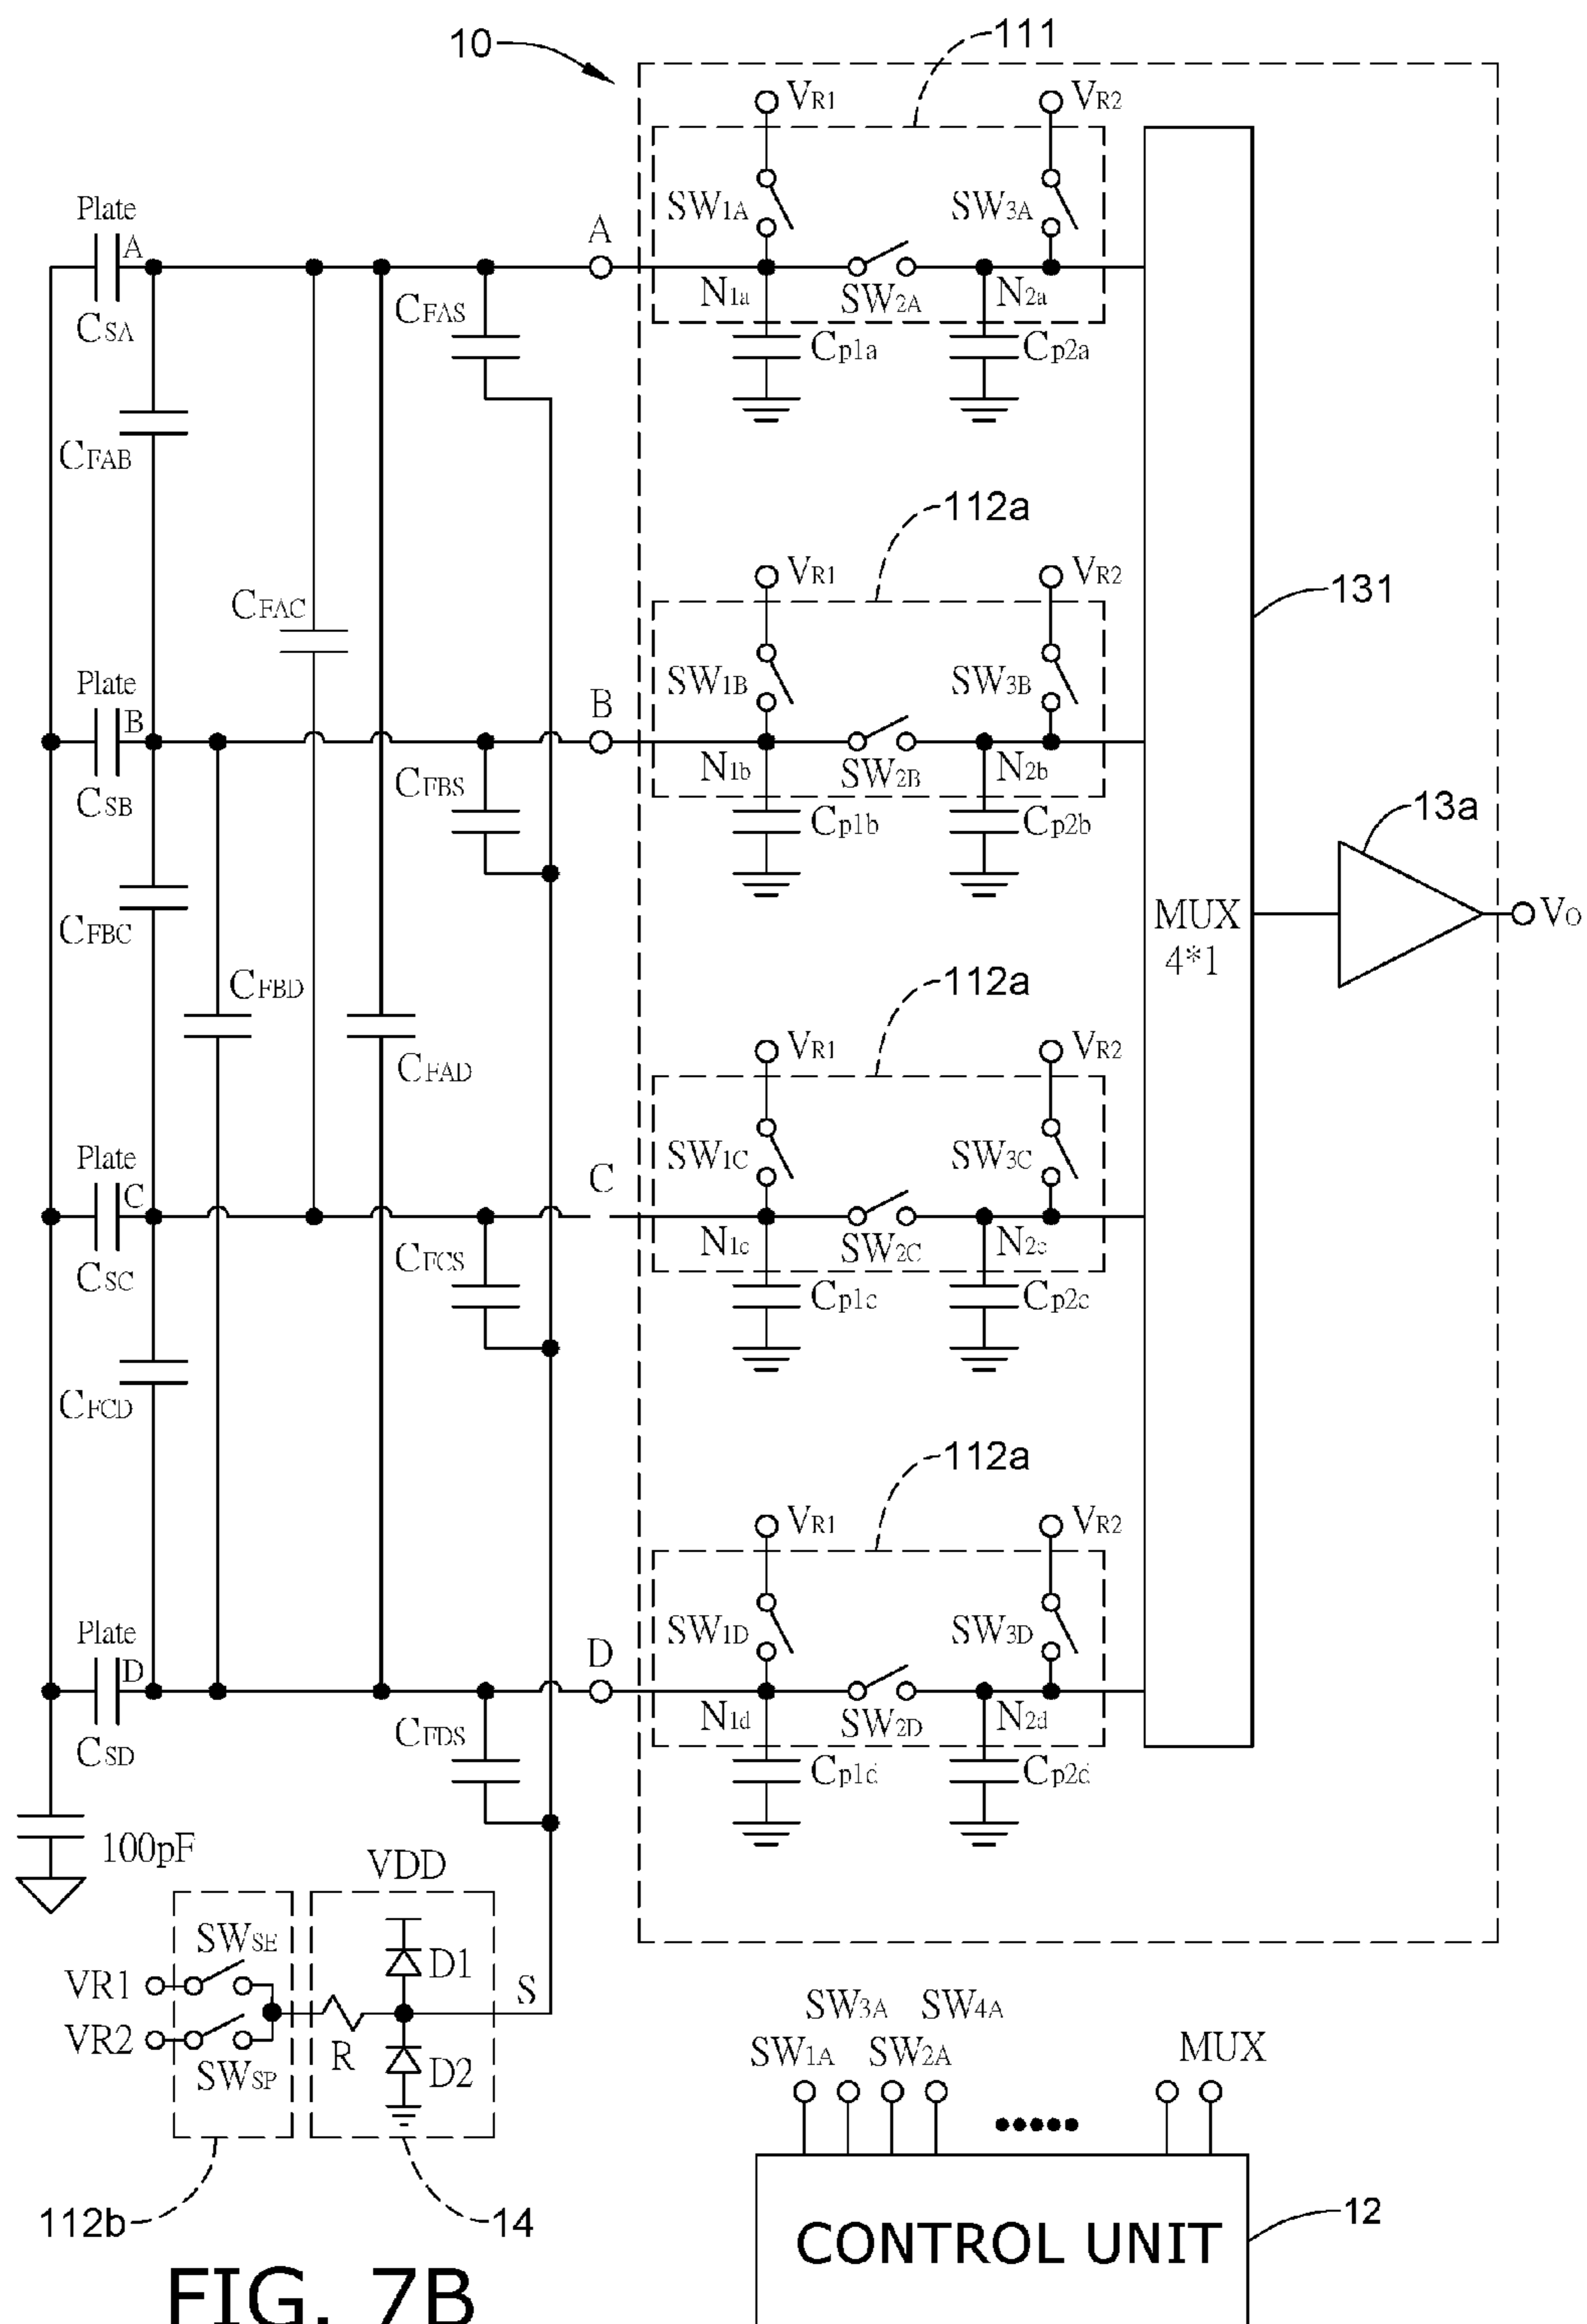 10
111
VR1
VR2
Plate
A
A
SW1A
SW3A
CSA
CFAS
N1a
SW2A
N2a
Cp1a
Cp2a
CFAB
112a
VR1
VR2
131
CFAC
Plate
B
B
SW1B
SW3B
CSB
CFBS
N1b
SW2B
N2b
Cp1b
Cp2b
13a
CFBC
MUX
4*1
VO
CFBD
112a
VR1
VR2
CFAD
Plate
C
C
SW1C
SW3C
CSC
CFCS
N1c
SW2C
N2c
Cp1c
Cp2c
CFCD
112a
VR1
VR2
Plate
D
D
SW1D
SW3D
CSD
CFDS
N1d
SW2D
N2d
Cp1d
Cp2d
100pF
VDD
SWSE
VR1
D1
S
VR2
R
SWSP
D2
SW3A
SW4A
SW1A
SW2A
MUX
112b
14
12
CONTROL UNIT
FIG. 7B